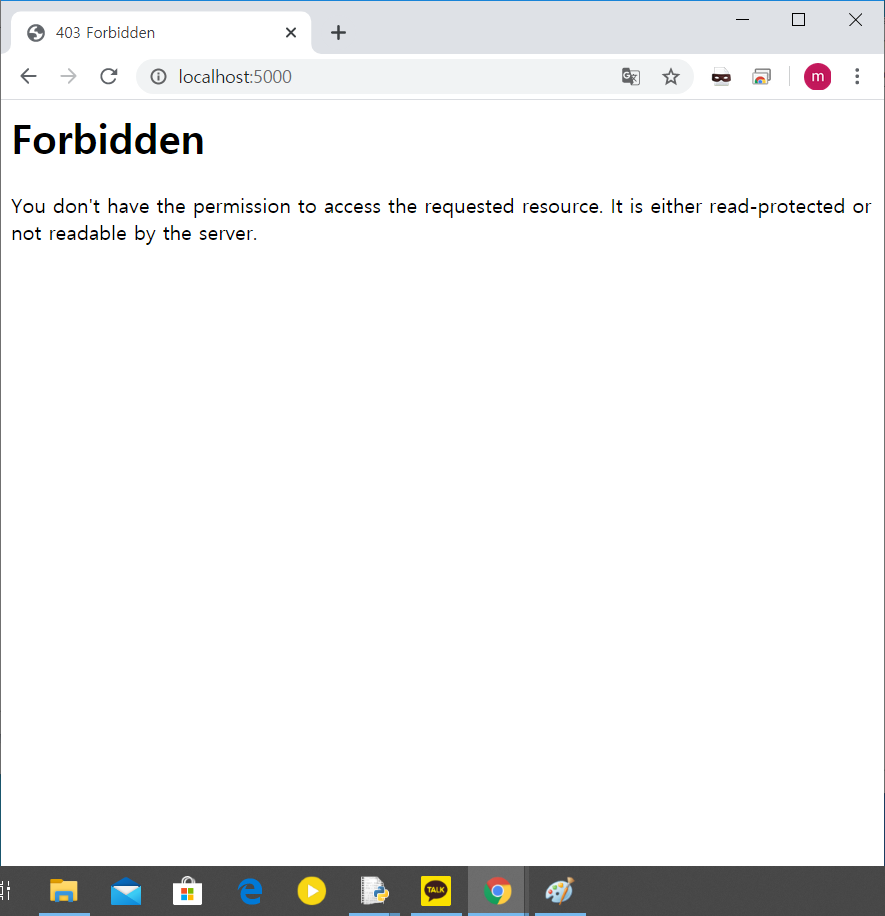 403 Forbidden
localhost:5000
m
Forbidden
You don't have the permission to access the requested resource. It is either read-protected or
not readable by the server.
TALK